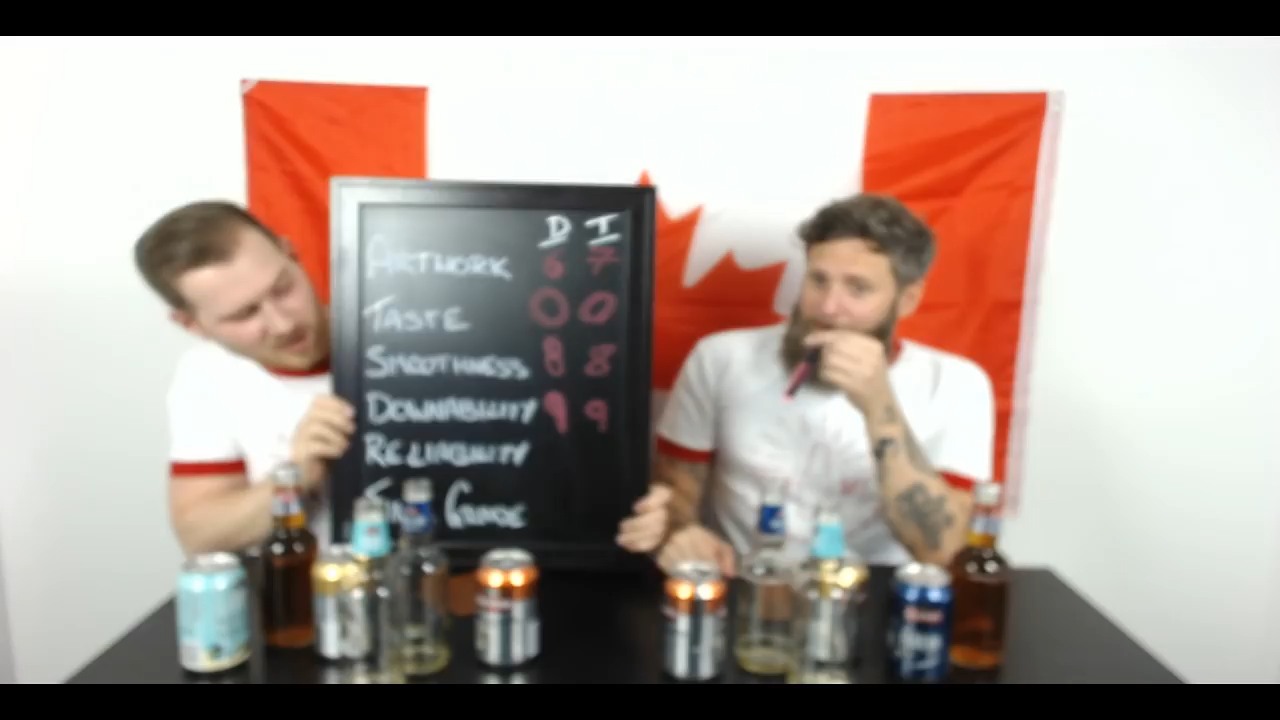 D T
ARTWORK 6 7
TASTE 0 0
SMOOTHNESS 8 8
DOWNABILITY 9 9
RELIABILITY
GRADE